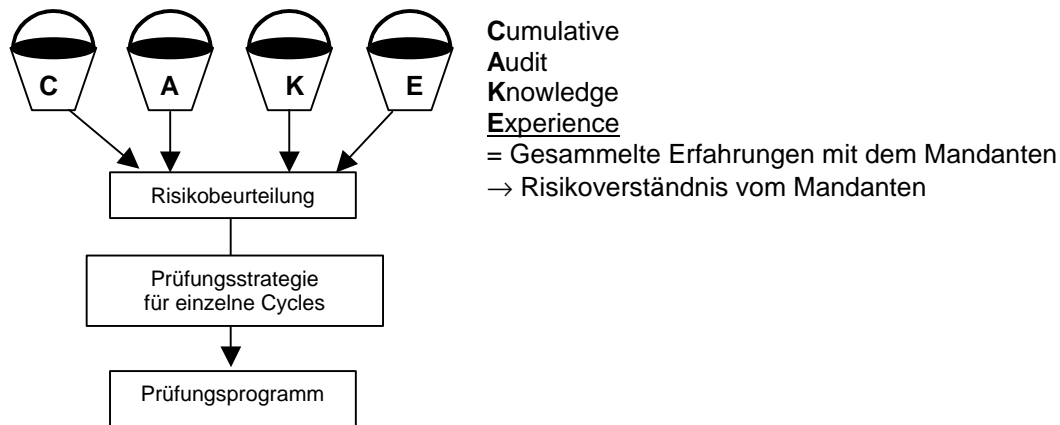 C A K E
Cumulative
Audit
Knowledge
Experience
= Gesammelte Erfahrungen mit dem Mandanten
→ Risikoverständnis vom Mandanten
Risikobeurteilung
Prüfungsstrategie
für einzelne Cycles
Prüfungsprogramm